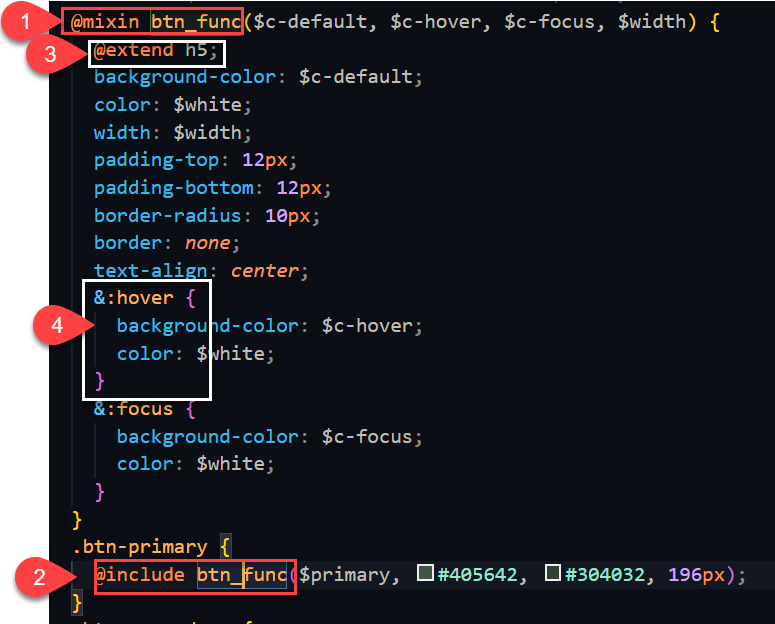 1 @mixin btn_func($c-default, $c-hover, $c-focus, $width) {
3 @extend h5;
background-color: $c-default;
color: $white;
width: $width;
padding-top: 12px;
padding-bottom: 12px;
border-radius: 10px;
border: none;
text-align: center;
&:hover {
4 background-color: $c-hover;
color: $white;
}
&:focus {
background-color: $c-focus;
color: $white;
}
}
.btn-primary {
2 @include btn_func($primary, #405642, #304032, 196px);
}